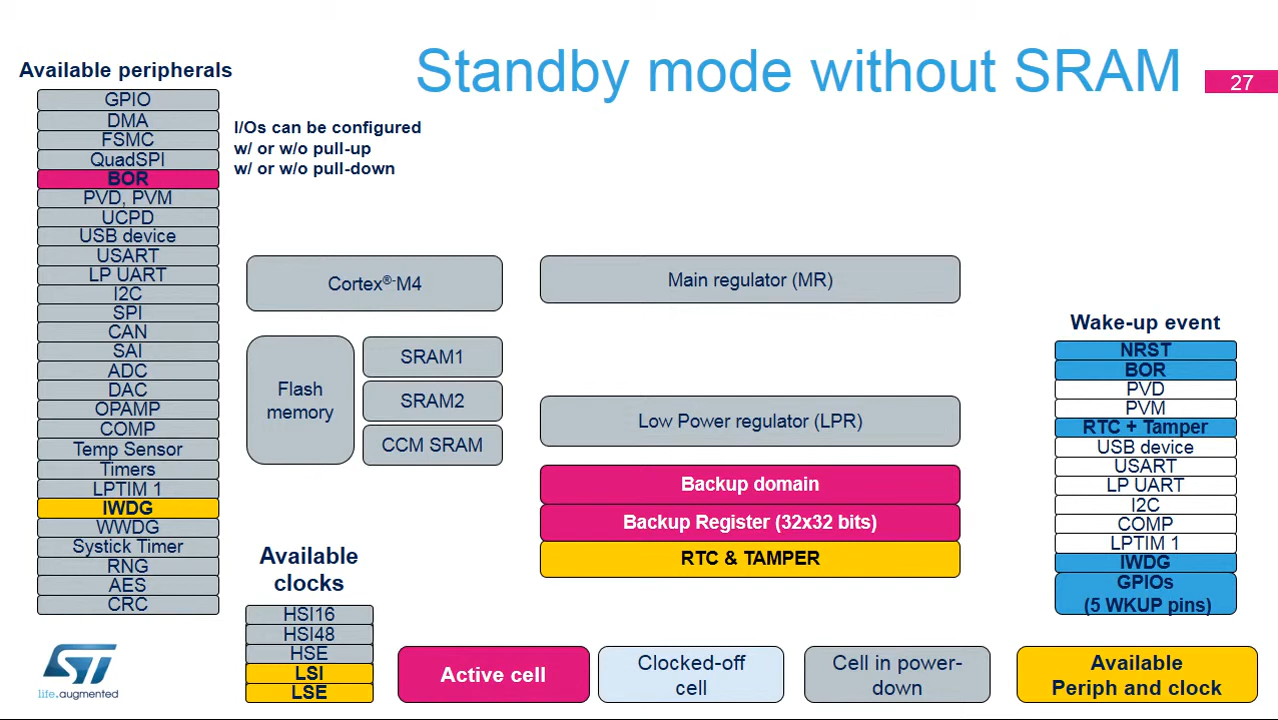 Standby mode without SRAM
27
Available peripherals
GPIO
DMA
FSMC
QuadSPI
BOR
PVD, PVM
UCPD
USB device
USART
LP UART
I2C
SPI
CAN
SAI
ADC
DAC
OPAMP
COMP
Temp Sensor
Timers
LPTIM 1
IWDG
WWDG
Systick Timer
RNG
AES
CRC
I/Os can be configured
w/ or w/o pull-up
w/ or w/o pull-down
Cortex®-M4
Flash
memory
SRAM1
SRAM2
CCM SRAM
Main regulator (MR)
Low Power regulator (LPR)
Backup domain
Backup Register (32x32 bits)
RTC & TAMPER
Wake-up event
NRST
BOR
PVD
PVM
RTC + Tamper
USB device
USART
LP UART
I2C
COMP
LPTIM 1
IWDG
GPIOs
(5 WKUP pins)
Available
clocks
HSI16
HSI48
HSE
LSI
LSE
Active cell
Clocked-off
cell
Cell in power-
down
Available
Periph and clock
ST
life.augmented